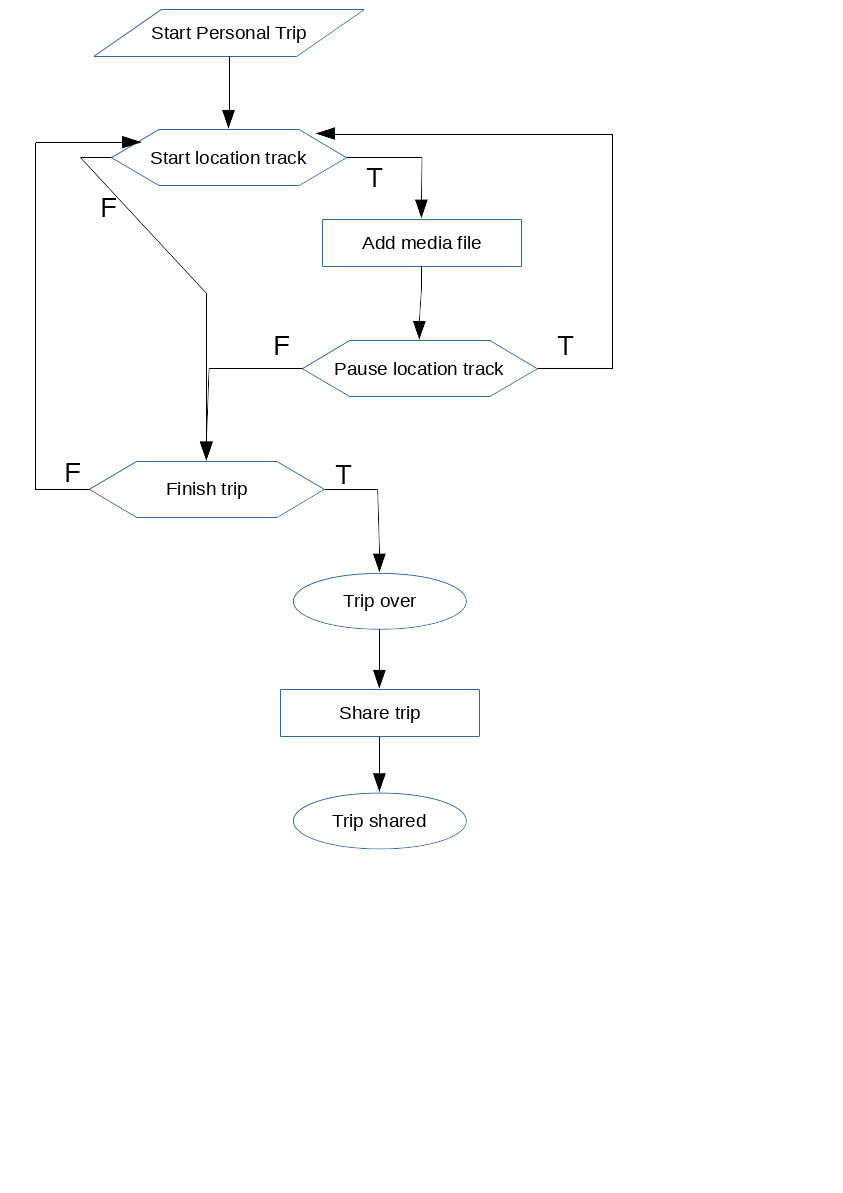 Start Personal Trip
Start location track
T
F
Add media file
F
T
Pause location track
F
T
Finish trip
Trip over
Share trip
Trip shared